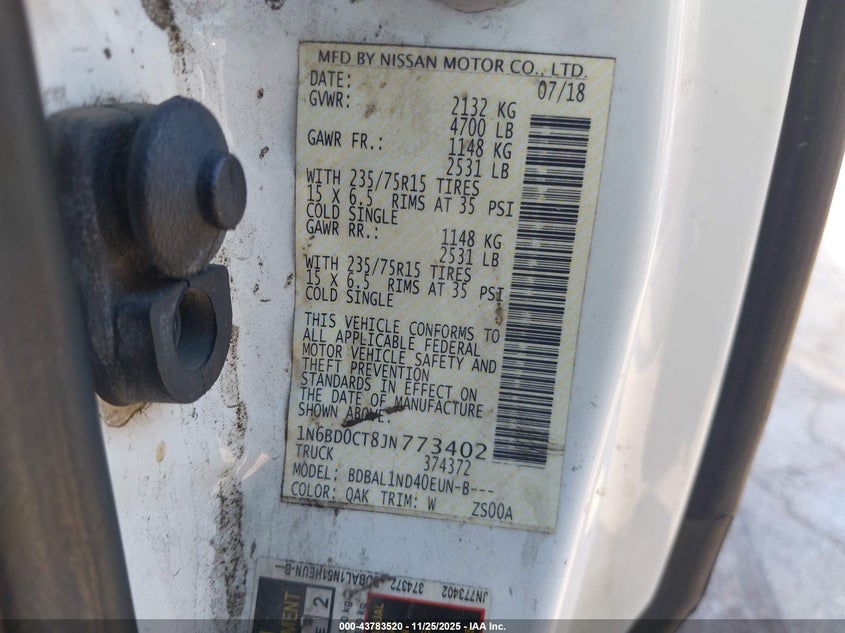 MFD BY NISSAN MOTOR CO., LTD.
DATE: 07/18
GVWR: 2132 KG
4700 LB
GAWR FR.: 1148 KG
2531 LB
WITH 235/75R15 TIRES
15 X 6.5 RIMS AT 35 PSI
COLD SINGLE
GAWR RR.: 1148 KG
2531 LB
WITH 235/75R15 TIRES
15 X 6.5 RIMS AT 35 PSI
COLD SINGLE
THIS VEHICLE CONFORMS TO
ALL APPLICABLE FEDERAL
MOTOR VEHICLE SAFETY AND
THEFT PREVENTION
STANDARDS IN EFFECT ON
THE DATE OF MANUFACTURE
SHOWN ABOVE.
1N6BD0CT8JN773402
TRUCK 374372
MODEL: BDBAL1ND40EUN-B---
COLOR: QAK TRIM: W ZS00A
JN773402
374372
000-43783520 - 11/25/2025 - IAA Inc.